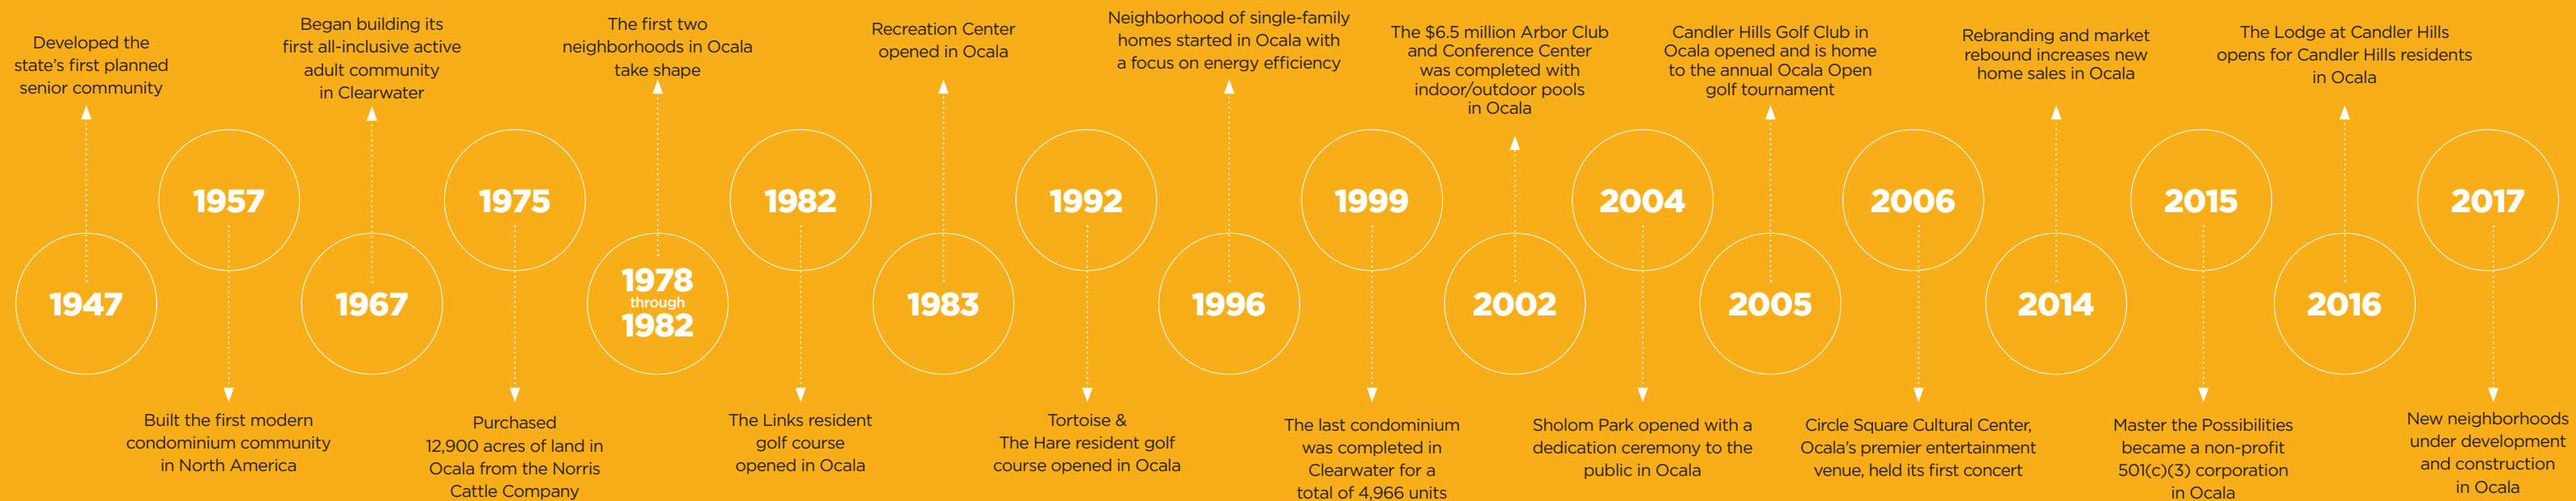 Developed the
state's first planned
senior community
1947
1957
Built the first modern
condominium community
in North America
Began building its
first all-inclusive active
adult community
in Clearwater
1967
1975
Purchased
12,900 acres of land in
Ocala from the Norris
Cattle Company
The first two
neighborhoods in Ocala
take shape
1978
through
1982
1982
The Links resident
golf course
opened in Ocala
Recreation Center
opened in Ocala
1983
1992
Tortoise &
The Hare resident golf
course opened in Ocala
Neighborhood of single-family
homes started in Ocala with
a focus on energy efficiency
1996
1999
The last condominium
was completed in
Clearwater for a
total of 4,966 units
The $6.5 million Arbor Club
and Conference Center
was completed with
indoor/outdoor pools
in Ocala
2002
2004
Sholom Park opened with a
dedication ceremony to the
public in Ocala
Candler Hills Golf Club in
Ocala opened and is home
to the annual Ocala Open
golf tournament
2005
2006
Circle Square Cultural Center,
Ocala's premier entertainment
venue, held its first concert
Rebranding and market
rebound increases new
home sales in Ocala
2014
2015
Master the Possibilities
became a non-profit
501(c)(3) corporation
in Ocala
The Lodge at Candler Hills
opens for Candler Hills residents
in Ocala
2016
2017
New neighborhoods
under development
and construction
in Ocala